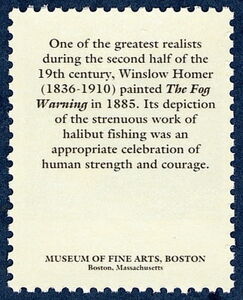 One of the greatest realists
during the second half of the
19th century, Winslow Homer
(1836-1910) painted The Fog
Warning in 1885. Its depiction
of the strenuous work of
halibut fishing was an
appropriate celebration of
human strength and courage.
MUSEUM OF FINE ARTS, BOSTON
Boston, Massachusetts